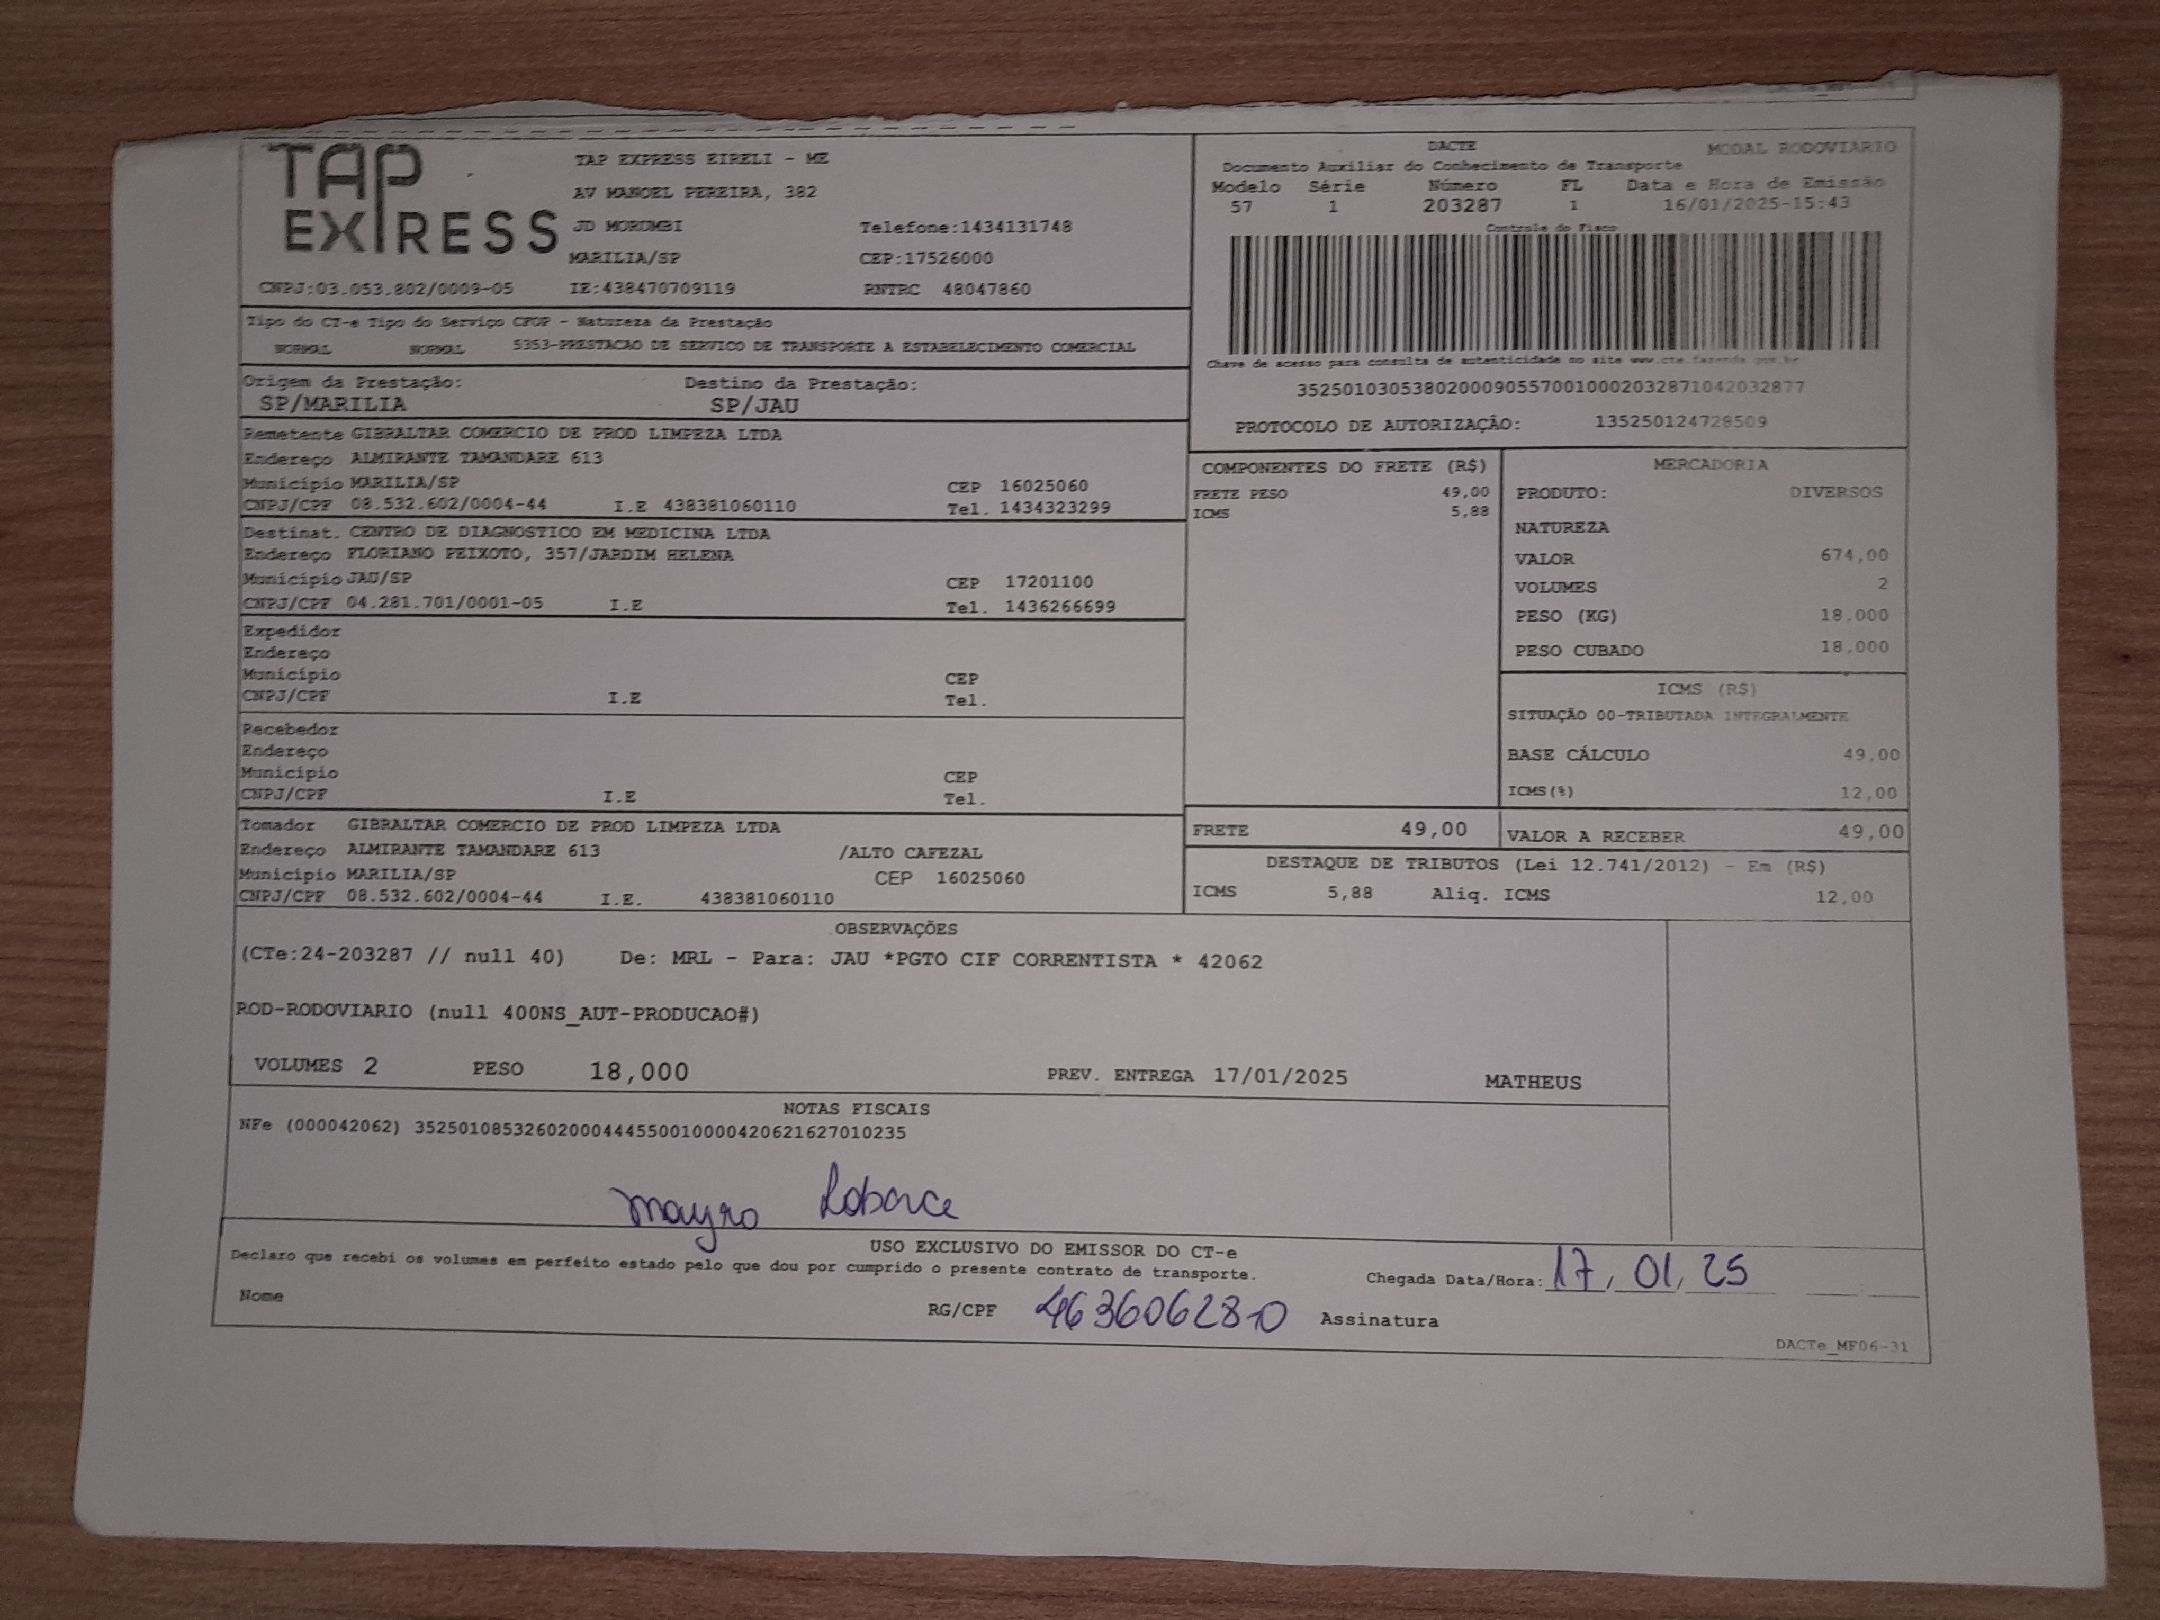 TAP EXPRESS
TAP EXPRESS EIRELI - ME
AV MANOEL PEREIRA, 382
JD MORUMBI Telefone:1434131748
MARILIA/SP CEP:17526000
CNPJ:03.053.802/0009-05 IE:438470709119 RNTRC 48047860
Tipo do CT-e Tipo do Serviço CFOP - Natureza da Prestação
NORMAL NORMAL 5353-PRESTACAO DE SERVICO DE TRANSPORTE A ESTABELECIMENTO COMERCIAL
Origem da Prestação: Destino da Prestação:
SP/MARILIA SP/JAU
DACTE MODAL RODOVIARIO
Documento Auxiliar do Conhecimento de Transporte
Modelo Série Número FL Data e Hora de Emissão
57 1 203287 1 16/01/2025-15:43
Controle do Fisco
Chave de acesso para consulta de autenticidade no site www.cte.fazenda.gov.br
35250103053802000905570010002032871042032877
PROTOCOLO DE AUTORIZAÇÃO: 135250124728509
Remetente GIBRALTAR COMERCIO DE PROD LIMPEZA LTDA
Endereço ALMIRANTE TAMANDARE 613
Município MARILIA/SP CEP 16025060
CNPJ/CPF 08.532.602/0004-44 I.E 438381060110 Tel. 1434323299
Destinat. CENTRO DE DIAGNOSTICO EM MEDICINA LTDA
Endereço FLORIANO PEIXOTO, 357/JARDIM HELENA
Município JAU/SP CEP 17201100
CNPJ/CPF 04.281.701/0001-05 I.E Tel. 1436266699
Expedidor
Endereço
Município CEP
CNPJ/CPF I.E Tel.
Recebedor
Endereço
Município CEP
CNPJ/CPF I.E Tel.
Tomador GIBRALTAR COMERCIO DE PROD LIMPEZA LTDA
Endereço ALMIRANTE TAMANDARE 613 /ALTO CAFEZAL
Município MARILIA/SP CEP 16025060
CNPJ/CPF 08.532.602/0004-44 I.E. 438381060110
COMPONENTES DO FRETE (R$)
FRETE PESO 49,00
ICMS 5,88
MERCADORIA
PRODUTO: DIVERSOS
NATUREZA
VALOR 674,00
VOLUMES 2
PESO (KG) 18,000
PESO CUBADO 18,000
ICMS (R$)
SITUAÇÃO 00-TRIBUTADA INTEGRALMENTE
BASE CÁLCULO 49,00
ICMS(%) 12,00
FRETE 49,00 VALOR A RECEBER 49,00
DESTAQUE DE TRIBUTOS (Lei 12.741/2012) - Em (R$)
ICMS 5,88 Aliq. ICMS 12,00
OBSERVAÇÕES
(CTe:24-203287 // null 40) De: MRL - Para: JAU *PGTO CIF CORRENTISTA * 42062
ROD-RODOVIARIO (null 400NS_AUT-PRODUCAO#)
VOLUMES 2 PESO 18,000 PREV. ENTREGA 17/01/2025 MATHEUS
NOTAS FISCAIS
NFe (000042062) 35250108532602000444550010000420621627010235
USO EXCLUSIVO DO EMISSOR DO CT-e
Declaro que recebi os volumes em perfeito estado pelo que dou por cumprido o presente contrato de transporte.
Chegada Data/Hora: 17/01/25
Nome RG/CPF 463606280 Assinatura
DACTe_MF06-31